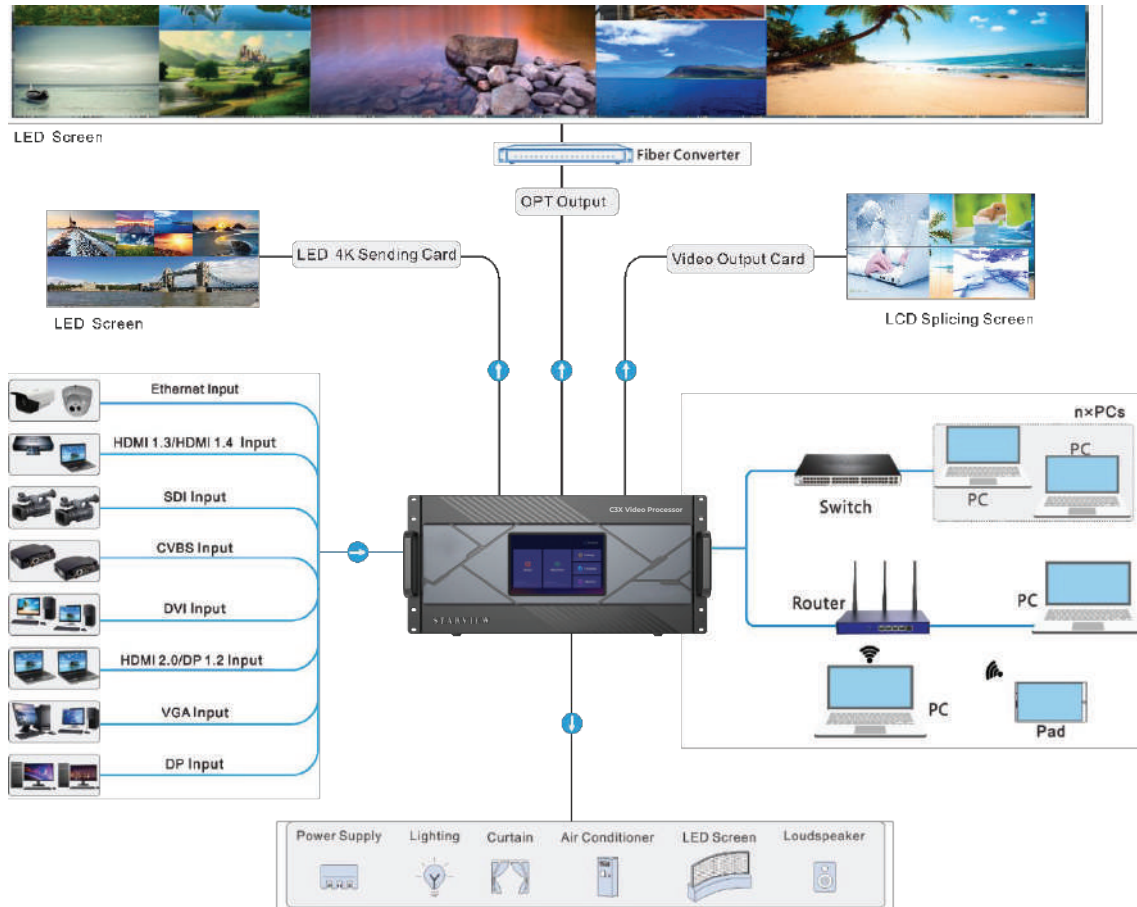 LED Screen
Fiber Converter
OPT Output
LED 4K Sending Card
Video Output Card
LED Screen
LCD Splicing Screen
Ethernet Input
HDMI 1.3/HDMI 1.4 Input
SDI Input
CVBS Input
DVI Input
HDMI 2.0/DP 1.2 Input
VGA Input
DP Input
C3X Video Processor
STARVIEW
n×PCs
PC
PC
Switch
Router
PC
PC
Pad
Power Supply
Lighting
Curtain
Air Conditioner
LED Screen
Loudspeaker